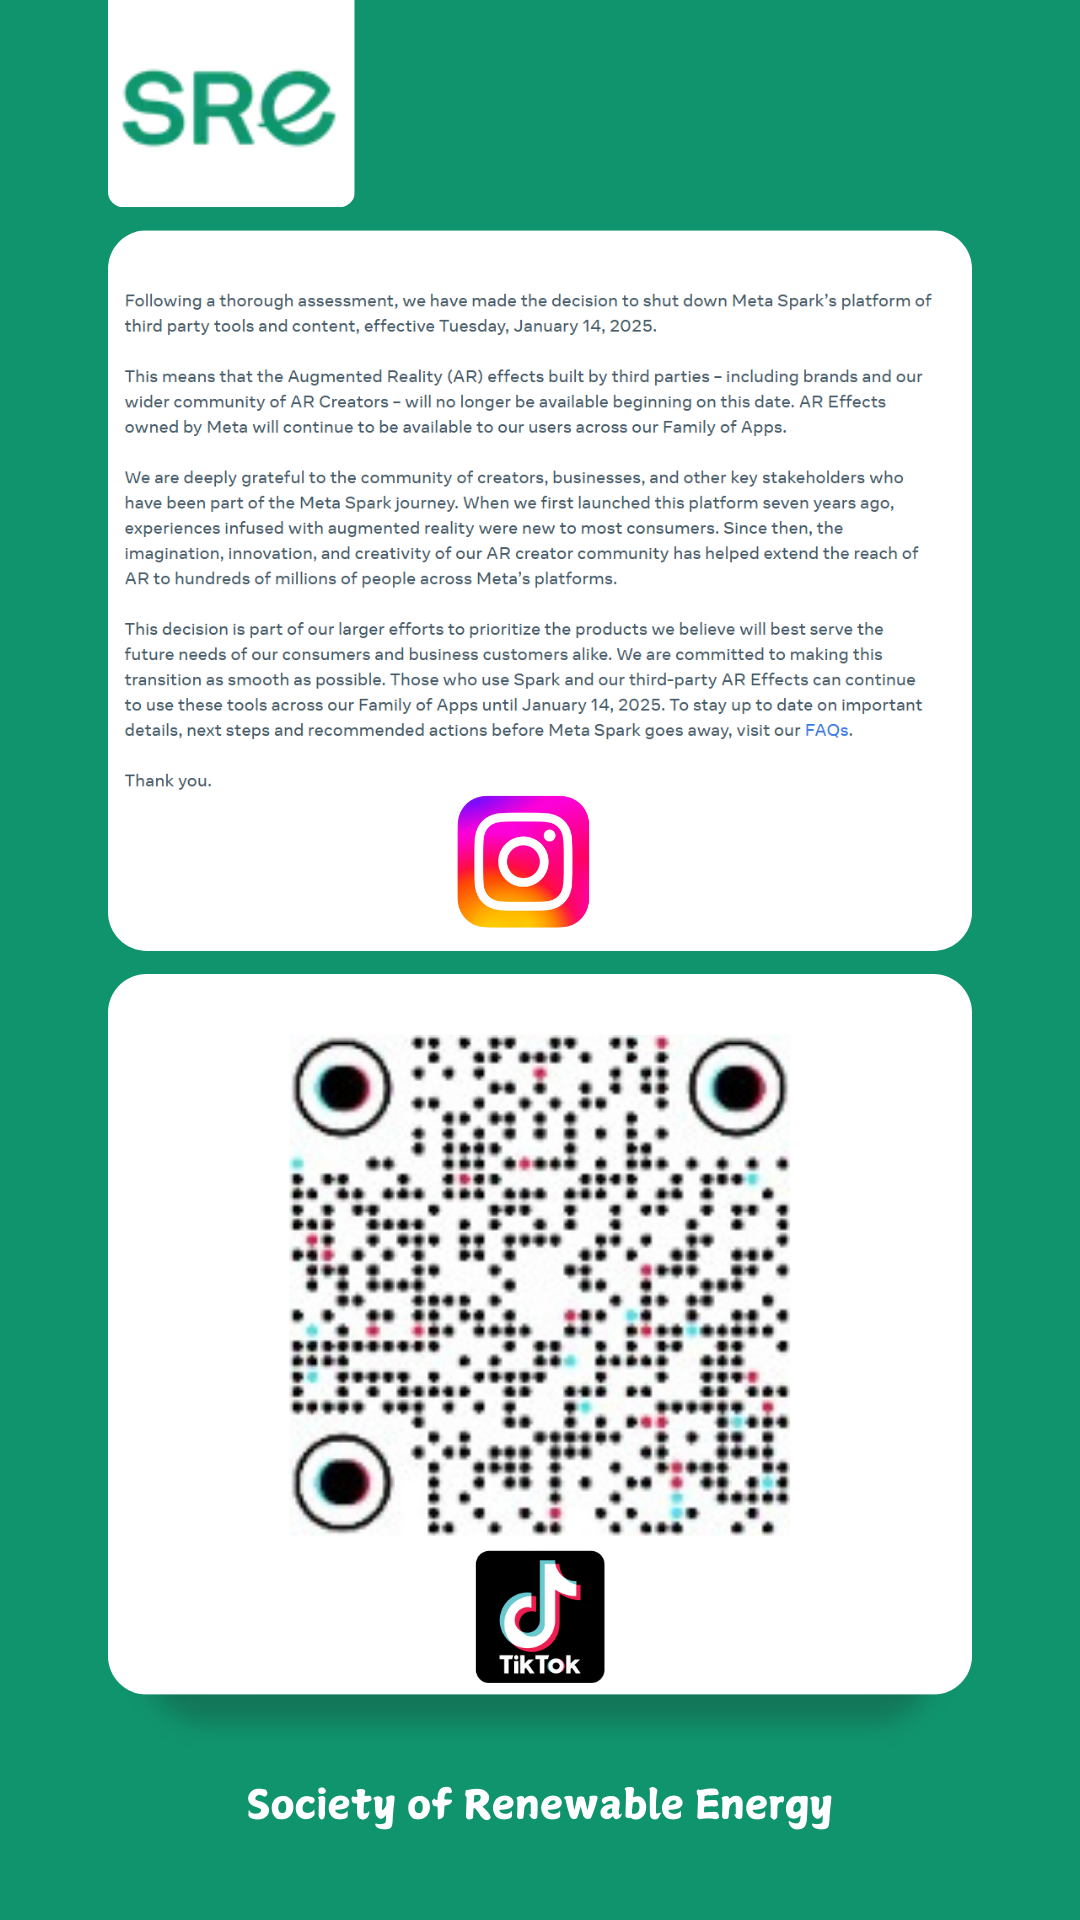 SRe
Following a thorough assessment, we have made the decision to shut down Meta Spark’s platform of
third party tools and content, effective Tuesday, January 14, 2025.
This means that the Augmented Reality (AR) effects built by third parties – including brands and our
wider community of AR Creators – will no longer be available beginning on this date. AR Effects
owned by Meta will continue to be available to our users across our Family of Apps.
We are deeply grateful to the community of creators, businesses, and other key stakeholders who
have been part of the Meta Spark journey. When we first launched this platform seven years ago,
experiences infused with augmented reality were new to most consumers. Since then, the
imagination, innovation, and creativity of our AR creator community has helped extend the reach of
AR to hundreds of millions of people across Meta’s platforms.
This decision is part of our larger efforts to prioritize the products we believe will best serve the
future needs of our consumers and business customers alike. We are committed to making this
transition as smooth as possible. Those who use Spark and our third-party AR Effects can continue
to use these tools across our Family of Apps until January 14, 2025. To stay up to date on important
details, next steps and recommended actions before Meta Spark goes away, visit our FAQs.
Thank you.
TikTok
Society of Renewable Energy